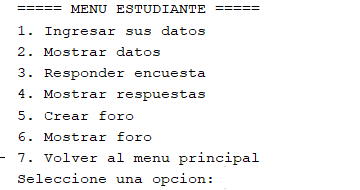 ===== MENU ESTUDIANTE =====
1. Ingresar sus datos
2. Mostrar datos
3. Responder encuesta
4. Mostrar respuestas
5. Crear foro
6. Mostrar foro
7. Volver al menu principal
Seleccione una opcion: